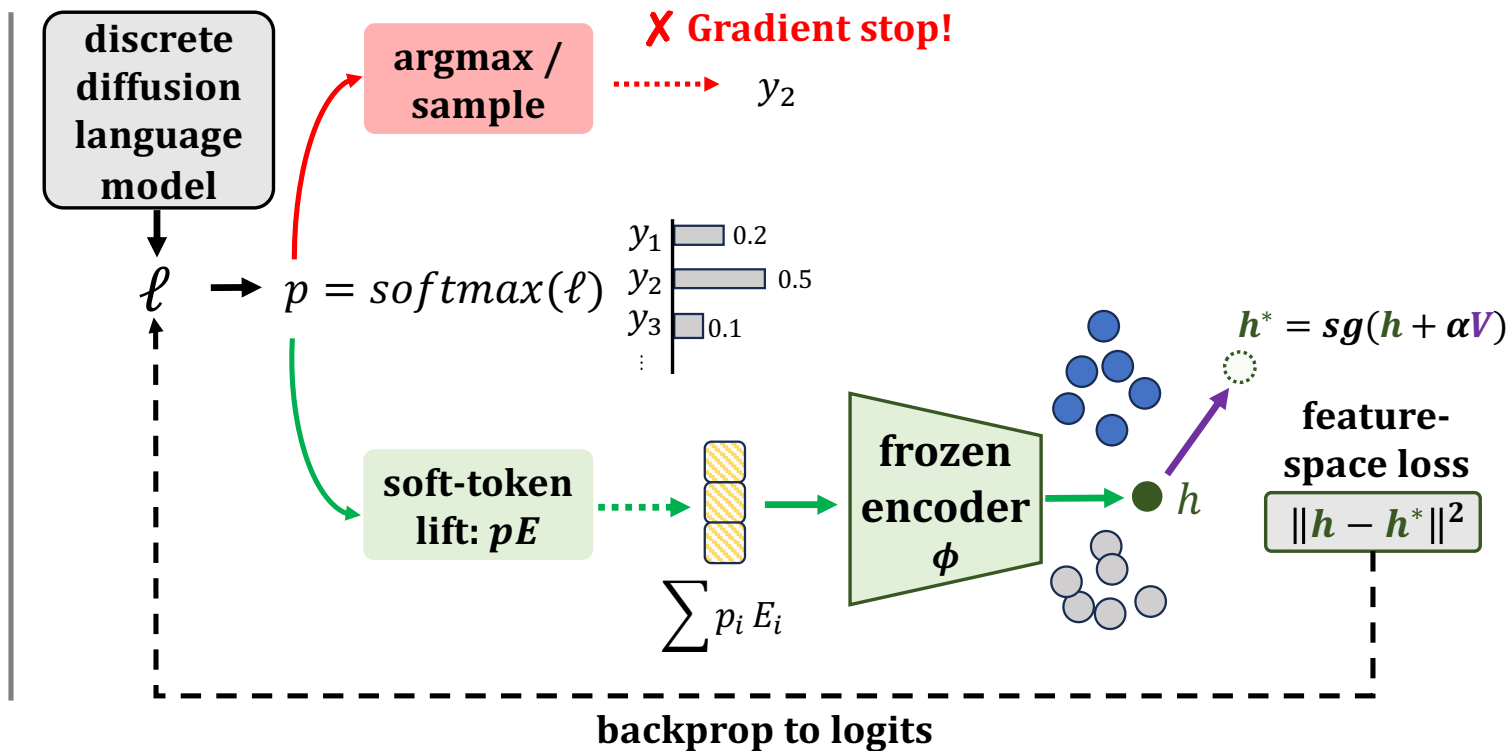 discrete
diffusion
language
model
argmax /
sample
✗ Gradient stop!
y₂
ℓ
p = softmax(ℓ)
y₁ 0.2
y₂ 0.5
y₃ 0.1
⋮
soft-token
lift: pE
∑ pᵢ Eᵢ
frozen
encoder
ϕ
h
h* = sg(h + αV)
feature-
space loss
‖h − h*‖²
backprop to logits